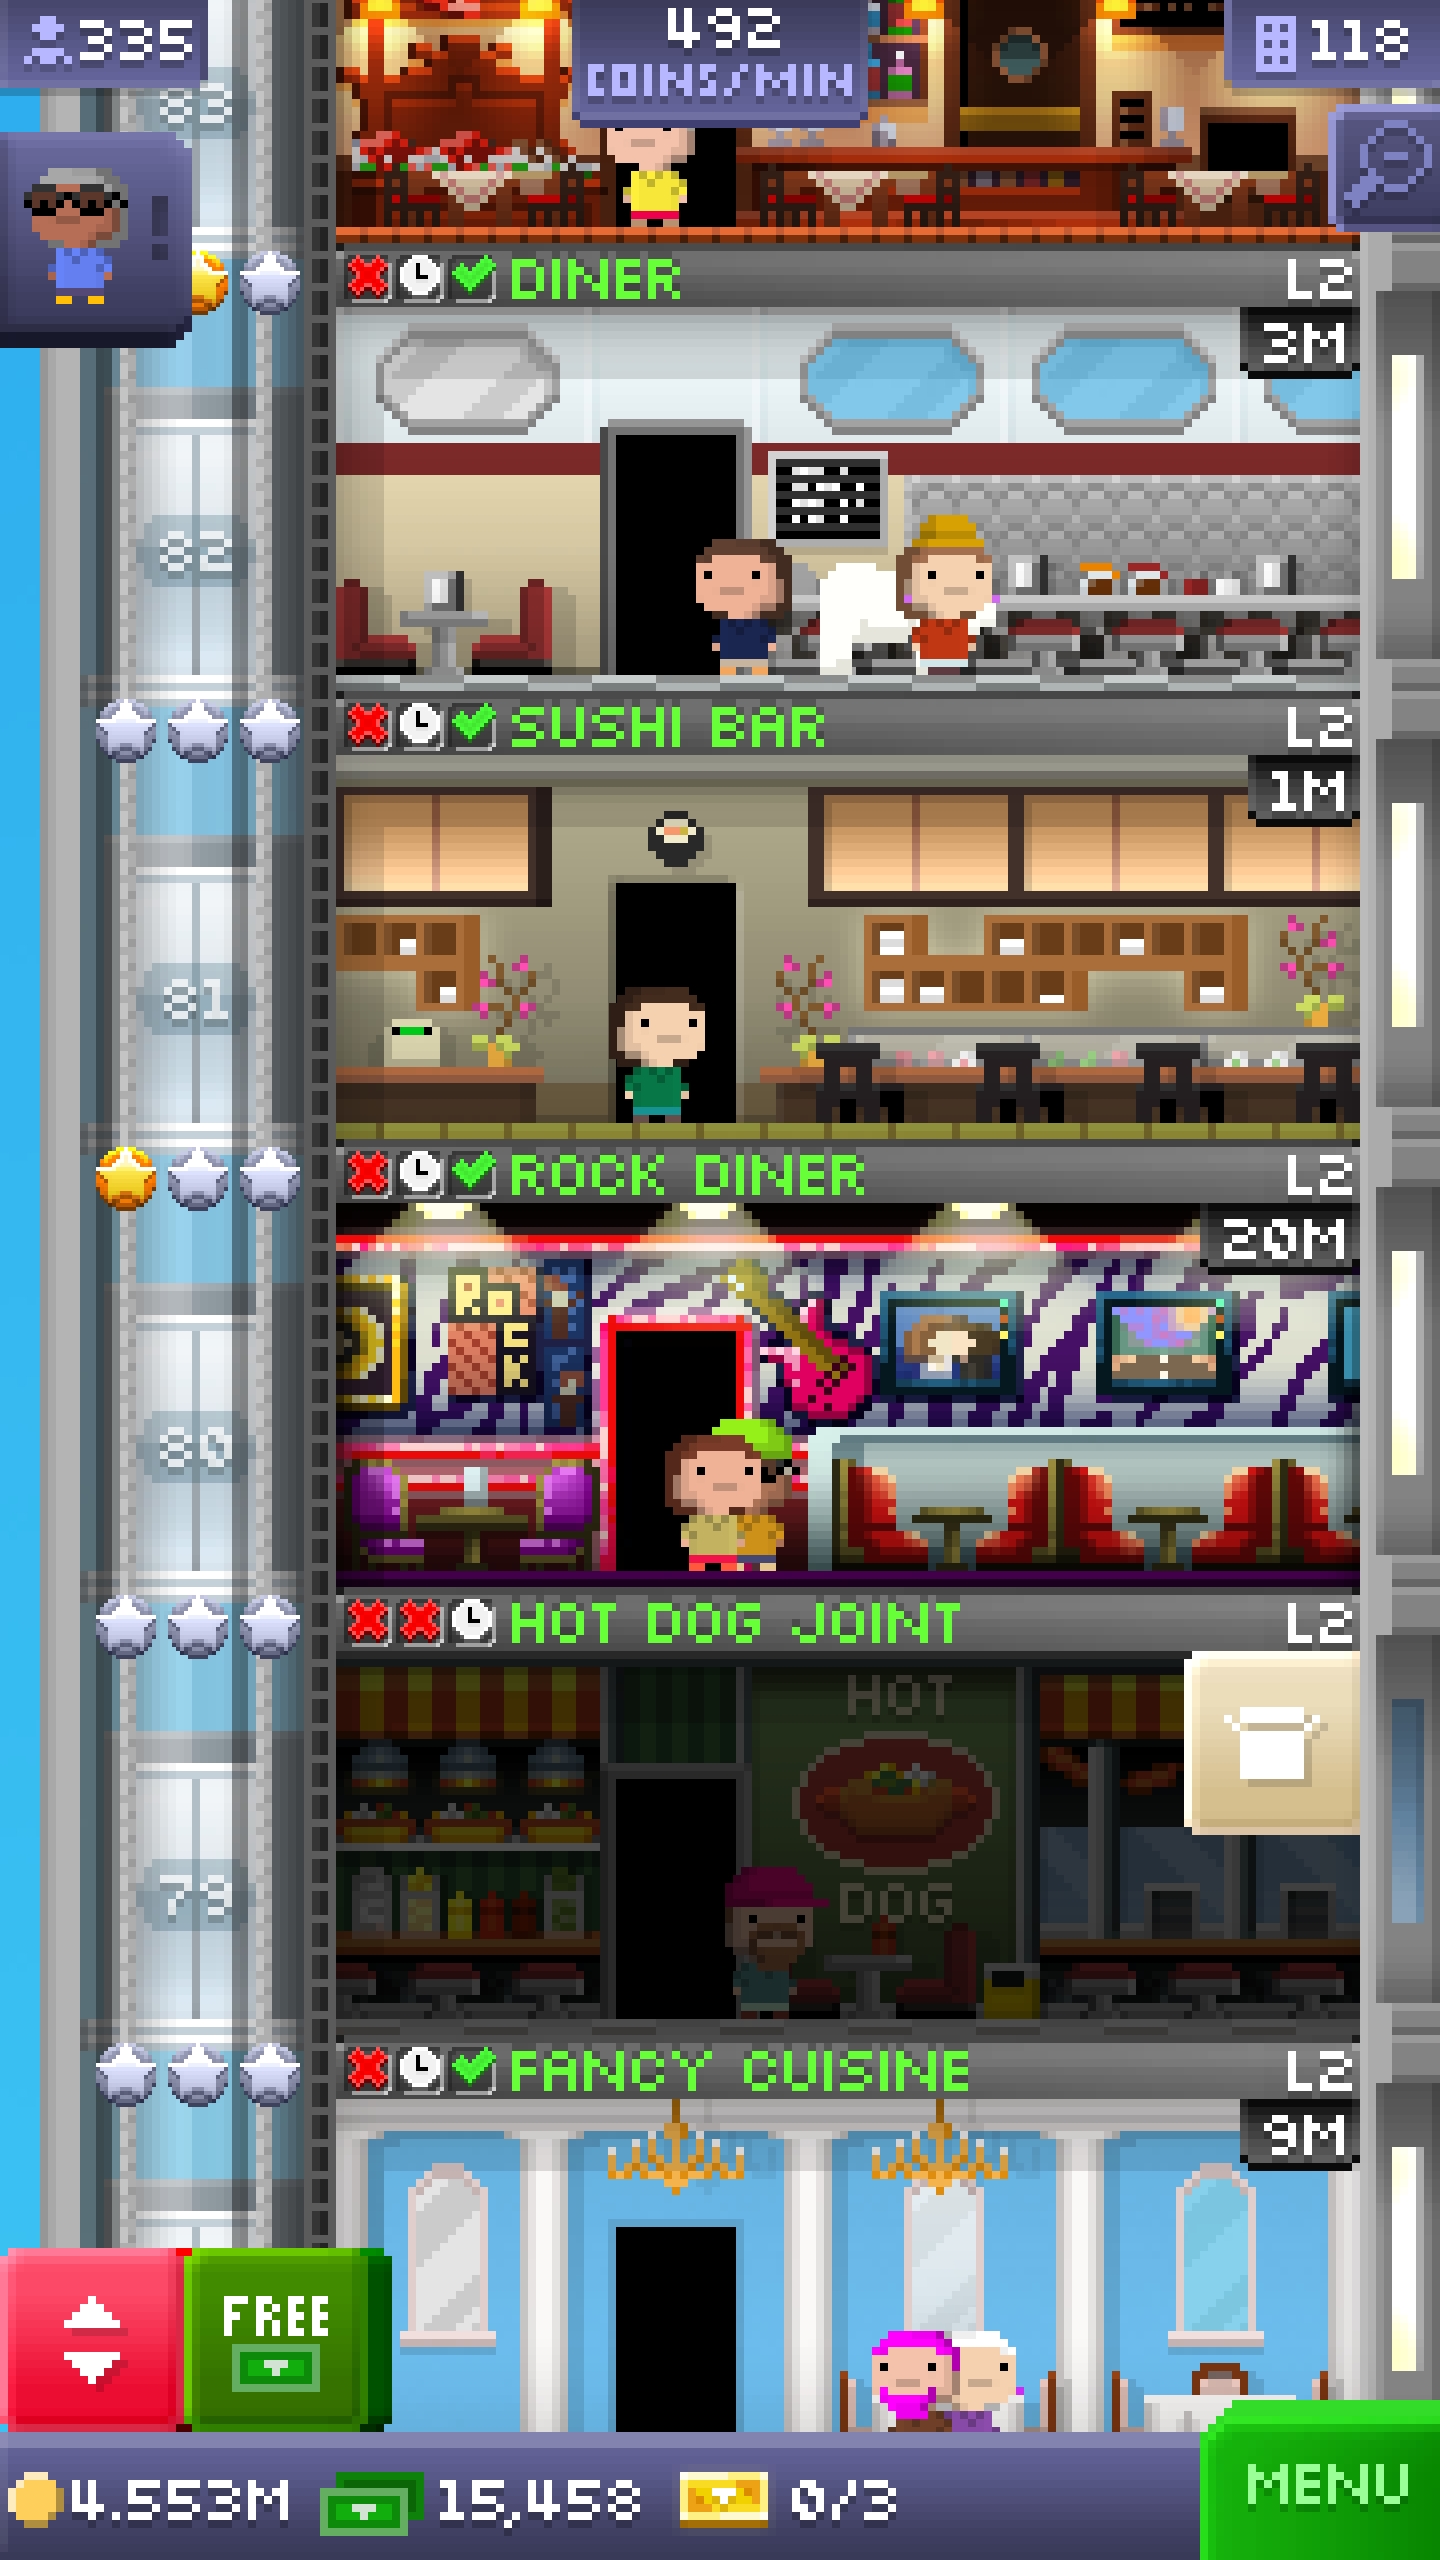 335
492
COINS/MIN
118
83
DINER
L2
3M
82
SUSHI BAR
L2
1M
81
ROCK DINER
L2
20M
ROCK
80
HOT DOG JOINT
L2
HOT
DOG
79
FANCY CUISINE
L2
9M
FREE
4.553M
15,458
0/3
MENU